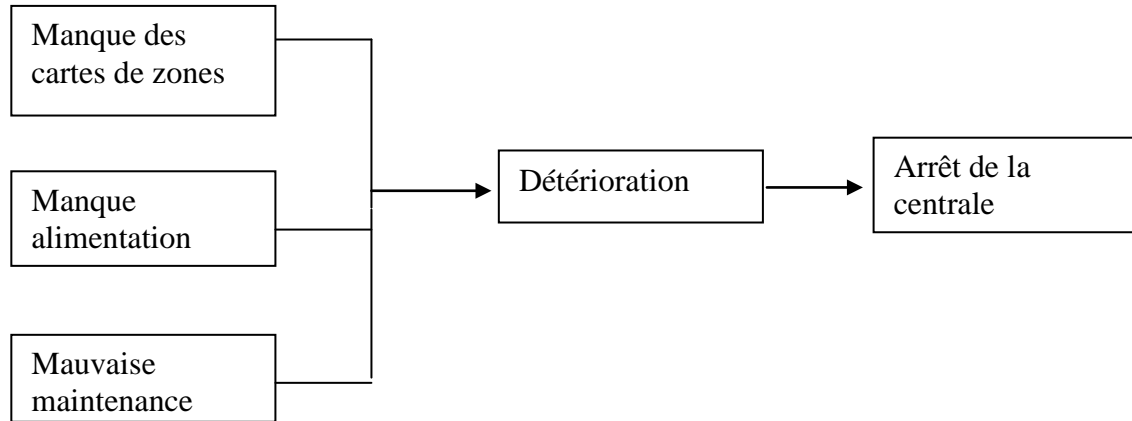 Manque des
cartes de zones
Manque
alimentation
Mauvaise
maintenance
Détérioration
Arrêt de la
centrale